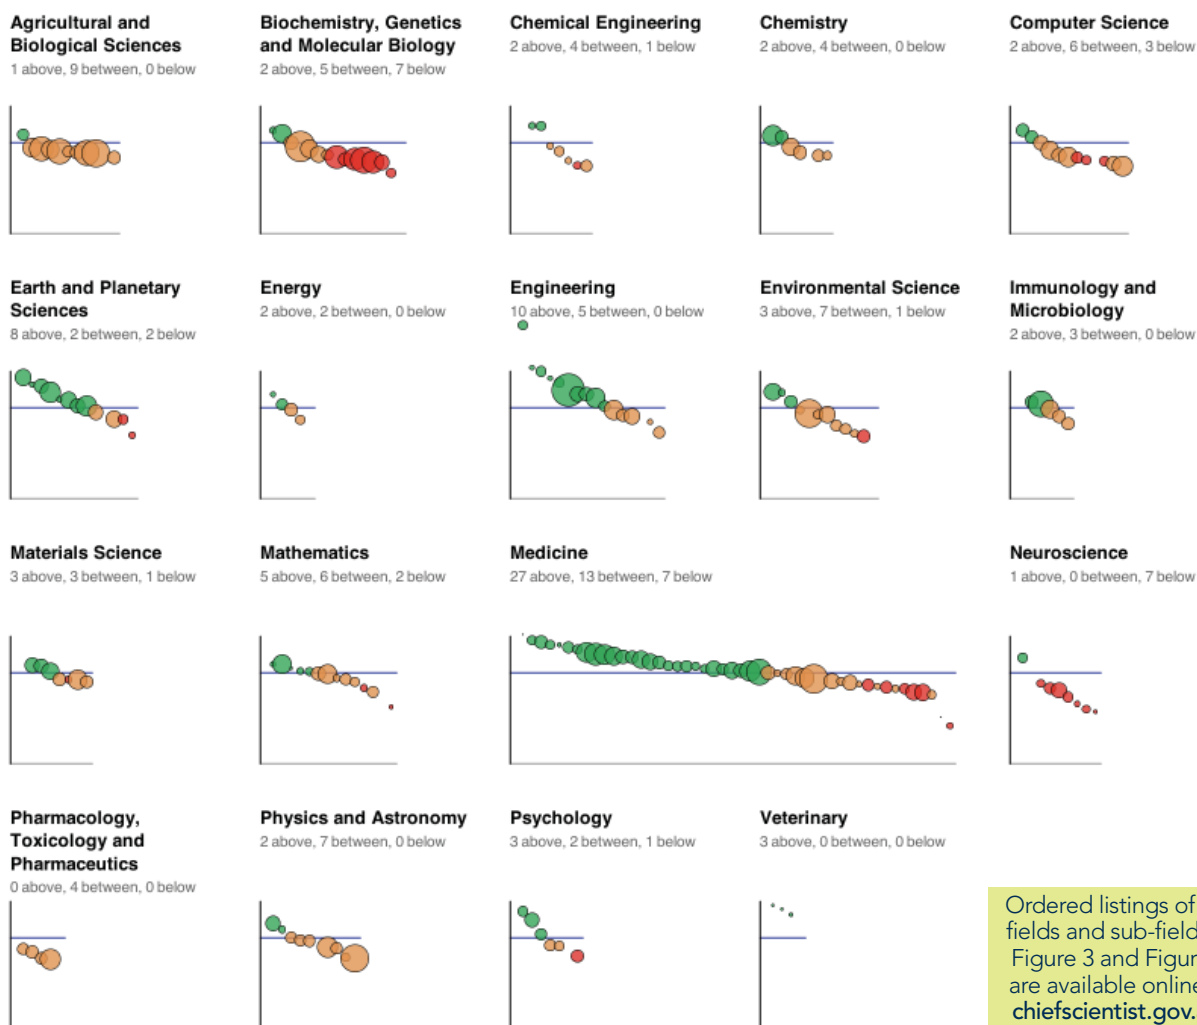 Agricultural and
Biological Sciences
1 above, 9 between, 0 below
Biochemistry, Genetics
and Molecular Biology
2 above, 5 between, 7 below
Chemical Engineering
2 above, 4 between, 1 below
Chemistry
2 above, 4 between, 0 below
Computer Science
2 above, 6 between, 3 below
Earth and Planetary
Sciences
8 above, 2 between, 2 below
Energy
2 above, 2 between, 0 below
Engineering
10 above, 5 between, 0 below
Environmental Science
3 above, 7 between, 1 below
Immunology and
Microbiology
2 above, 3 between, 0 below
Materials Science
3 above, 3 between, 1 below
Mathematics
5 above, 6 between, 2 below
Medicine
27 above, 13 between, 7 below
Neuroscience
1 above, 0 between, 7 below
Pharmacology,
Toxicology and
Pharmaceutics
0 above, 4 between, 0 below
Physics and Astronomy
2 above, 7 between, 0 below
Psychology
3 above, 2 between, 1 below
Veterinary
3 above, 0 between, 0 below
Ordered listings of
fields and sub-field
Figure 3 and Figur
are available online
chiefscientist.gov.